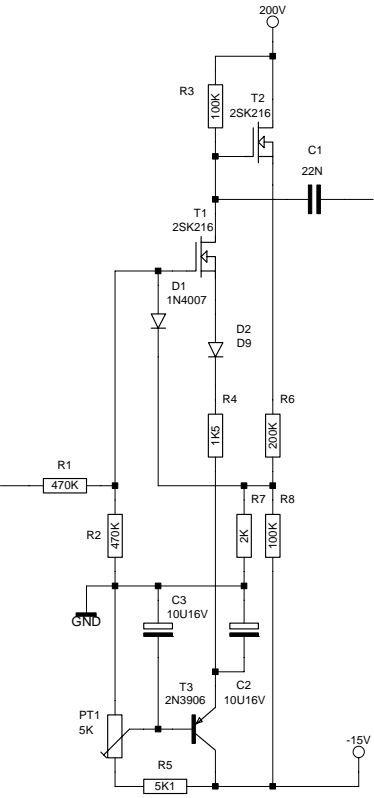 200V
R3
100K
T2
2SK216
C1
22N
T1
2SK216
D1
1N4007
D2
D9
R4
1K5
R6
200K
R1
470K
R2
470K
R7
2K
R8
100K
GND
C3
10U16V
C2
10U16V
T3
2N3906
PT1
5K
R5
5K1
-15V